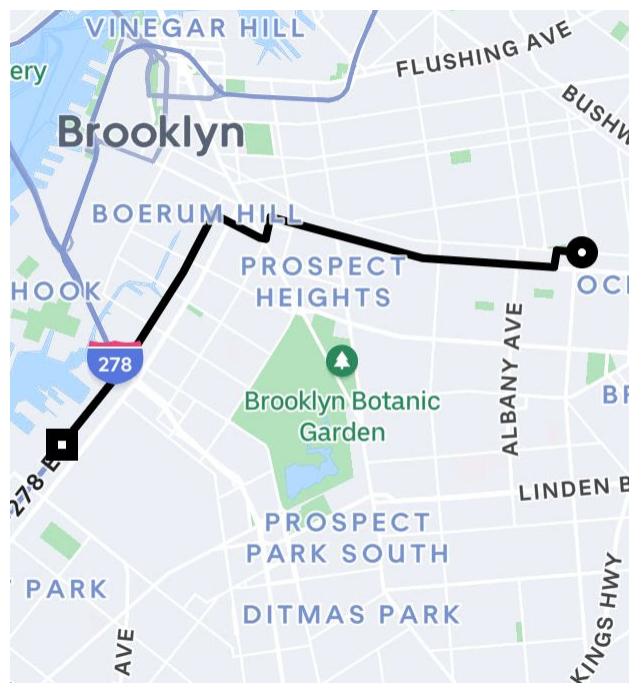 VINEGAR HILL
ery
FLUSHING AVE
BUSHW
Brooklyn
BOERUM HILL
PROSPECT
HEIGHTS
HOOK
OCE
278
ALBANY AVE
Brooklyn Botanic
Garden
BR
278 E
LINDEN B
PROSPECT
PARK SOUTH
PARK
DITMAS PARK
AVE
KINGS HWY